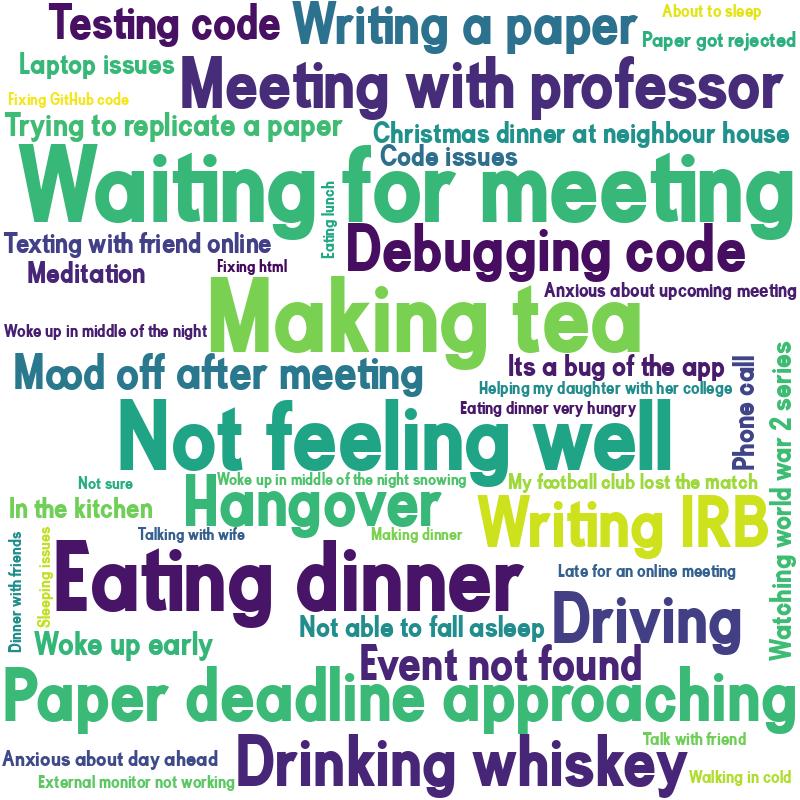 Testing code
Writing a paper
About to sleep
Paper got rejected
Laptop issues
Meeting with professor
Fixing GitHub code
Trying to replicate a paper
Christmas dinner at neighbour house
Code issues
Waiting for meeting
Eating lunch
Texting with friend online
Debugging code
Meditation
Fixing html
Making tea
Anxious about upcoming meeting
Woke up in middle of the night
Mood off after meeting
Its a bug of the app
Phone call
Watching world war 2 series
Helping my daughter with her college
Eating dinner very hungry
Not feeling well
Not sure
Woke up in middle of the night snowing
My football club lost the match
In the kitchen
Hangover
Writing IRB
Talking with wife
Making dinner
Dinner with friends
Sleeping issues
Eating dinner
Late for an online meeting
Driving
Not able to fall asleep
Woke up early
Event not found
Paper deadline approaching
Talk with friend
Anxious about day ahead
Drinking whiskey
Walking in cold
External monitor not working